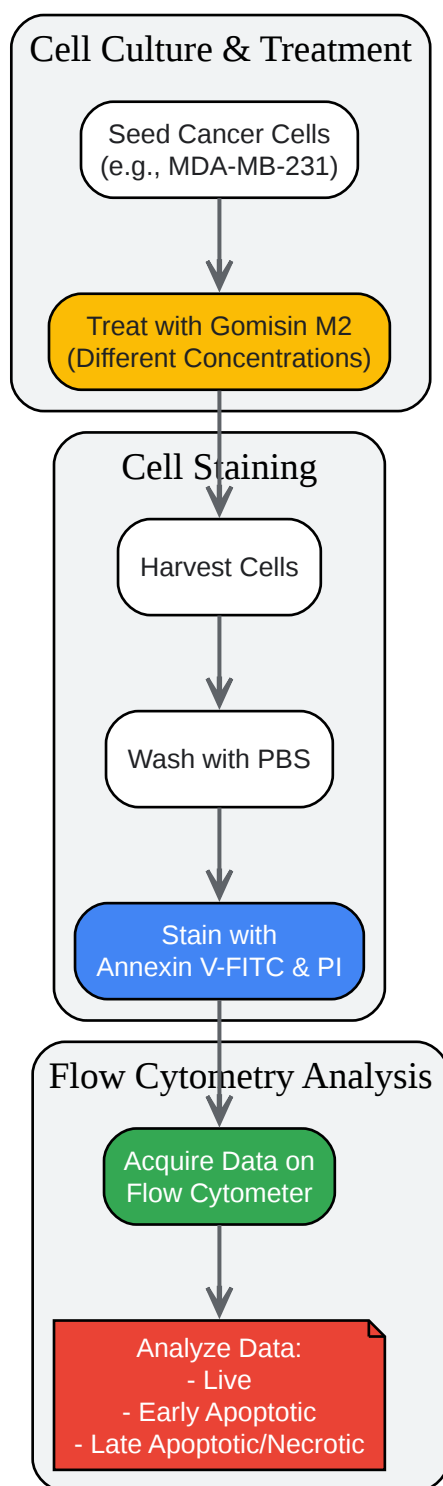 Cell Culture & Treatment
Seed Cancer Cells
(e.g., MDA-MB-231)
Treat with Gomisin M2
(Different Concentrations)
Cell Staining
Harvest Cells
Wash with PBS
Stain with
Annexin V-FITC & PI
Flow Cytometry Analysis
Acquire Data on
Flow Cytometer
Analyze Data:
- Live
- Early Apoptotic
- Late Apoptotic/Necrotic